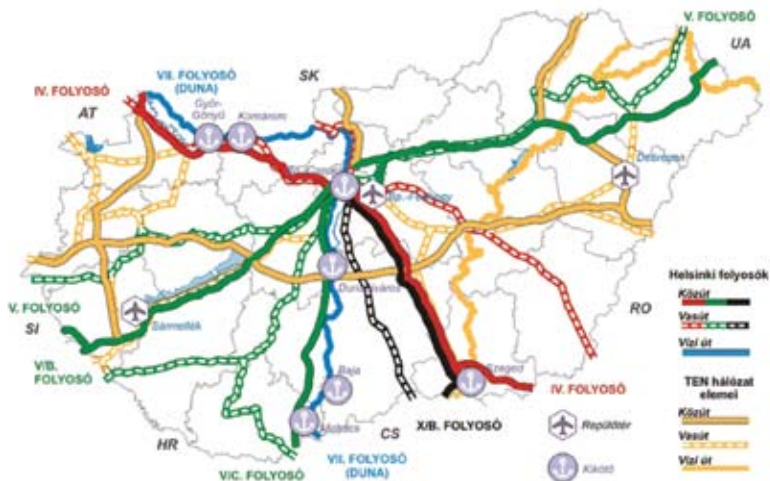 V. FOLYOSÓ
UA
SK
VII. FOLYOSÓ
(DUNA)
IV. FOLYOSÓ
AT
Győr-
Gönyű
Komárom
Debrecen
Bp.-Ferihegy
Dunaújváros
V. FOLYOSÓ
SI
Sármellék
V/B.
FOLYOSÓ
RO
Baja
Szeged
Mohács
HR
CS
IV. FOLYOSÓ
X/B. FOLYOSÓ
VII. FOLYOSÓ
(DUNA)
V/C. FOLYOSÓ
Repülőtér
Kikötő
Helsinki folyosók
Közút
Vasút
Vízi út
TEN hálózat
elemei
Közút
Vasút
Vízi út